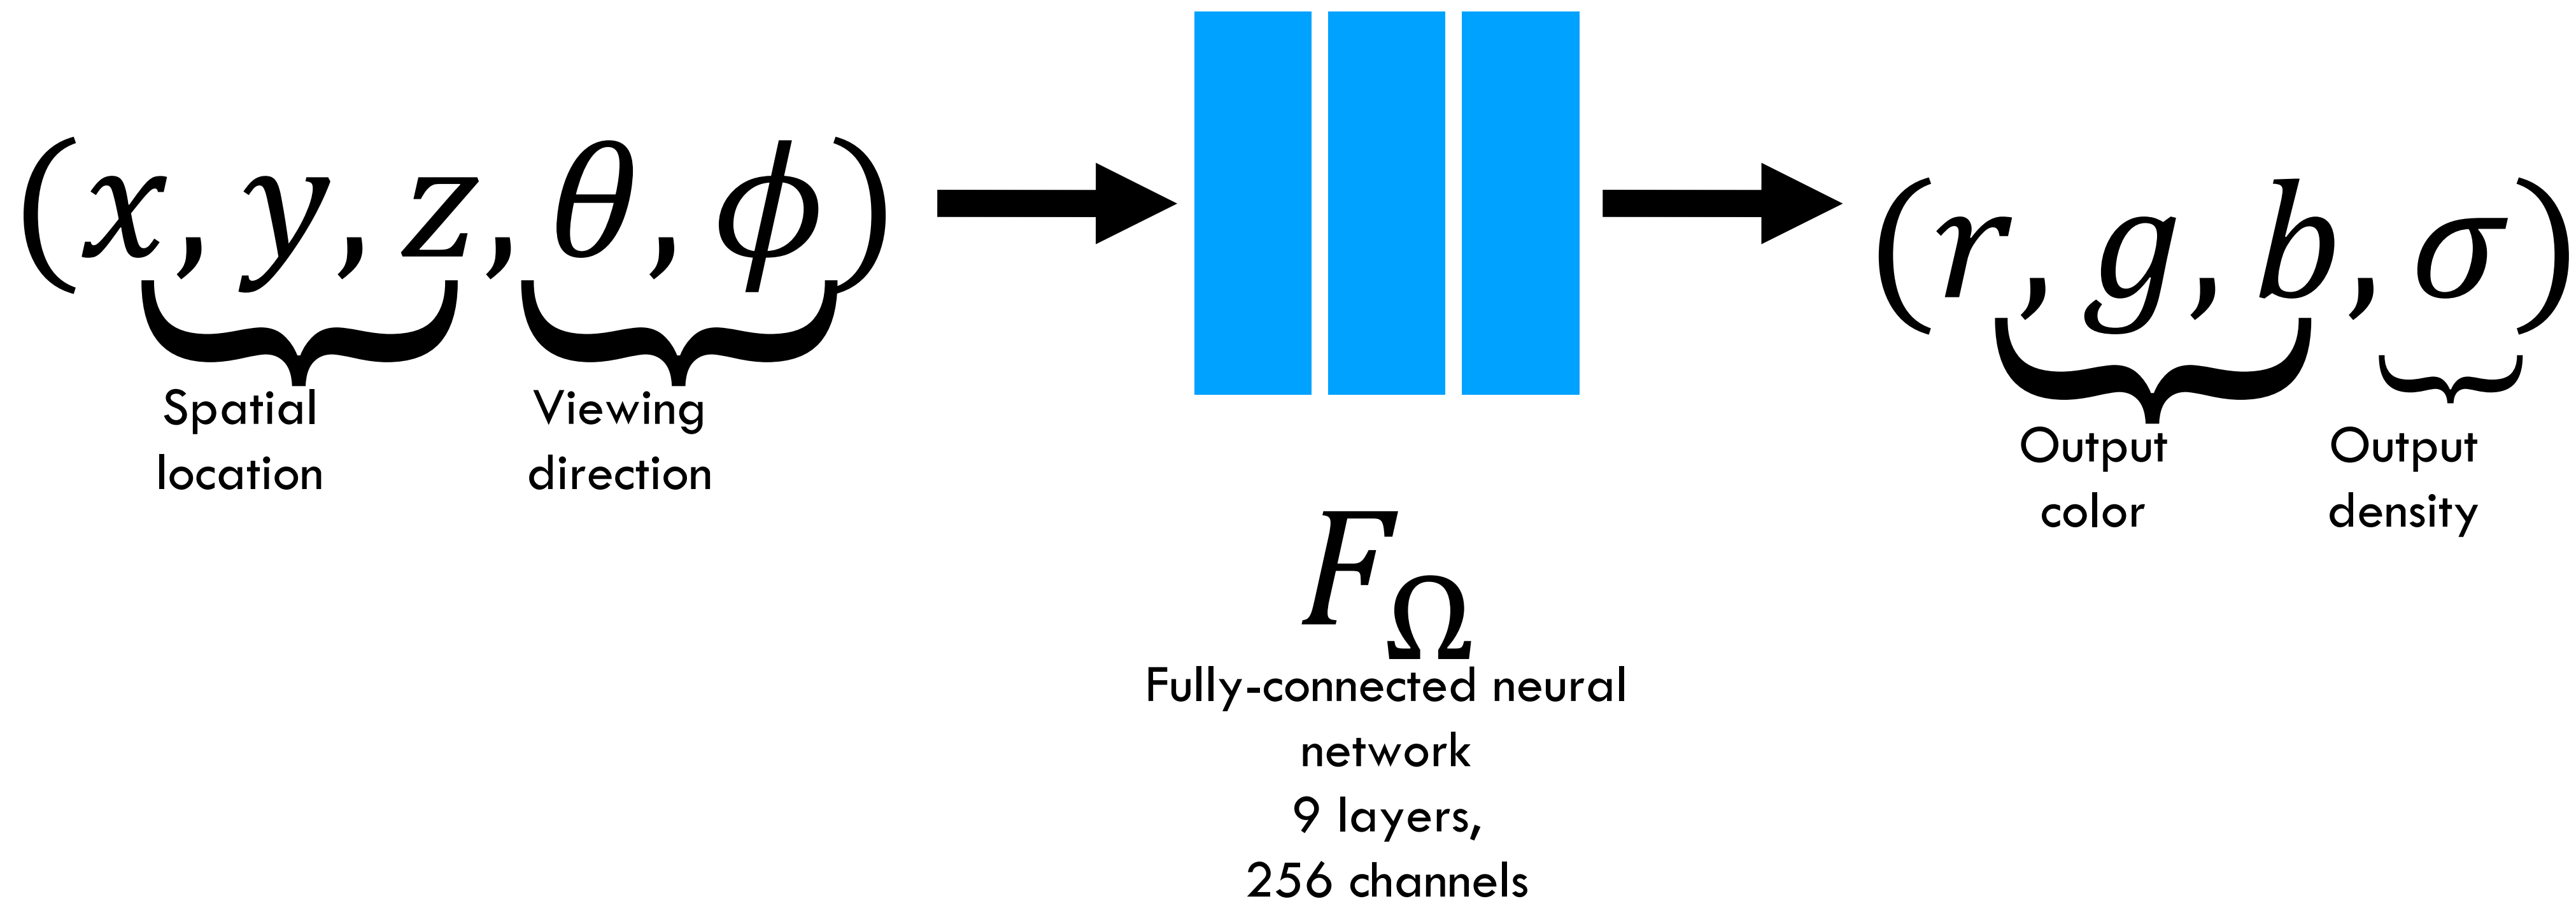 (x, y, z, θ, ϕ)
Spatial
location
Viewing
direction
F_Ω
Fully-connected neural
network
9 layers,
256 channels
(r, g, b, σ)
Output
color
Output
density